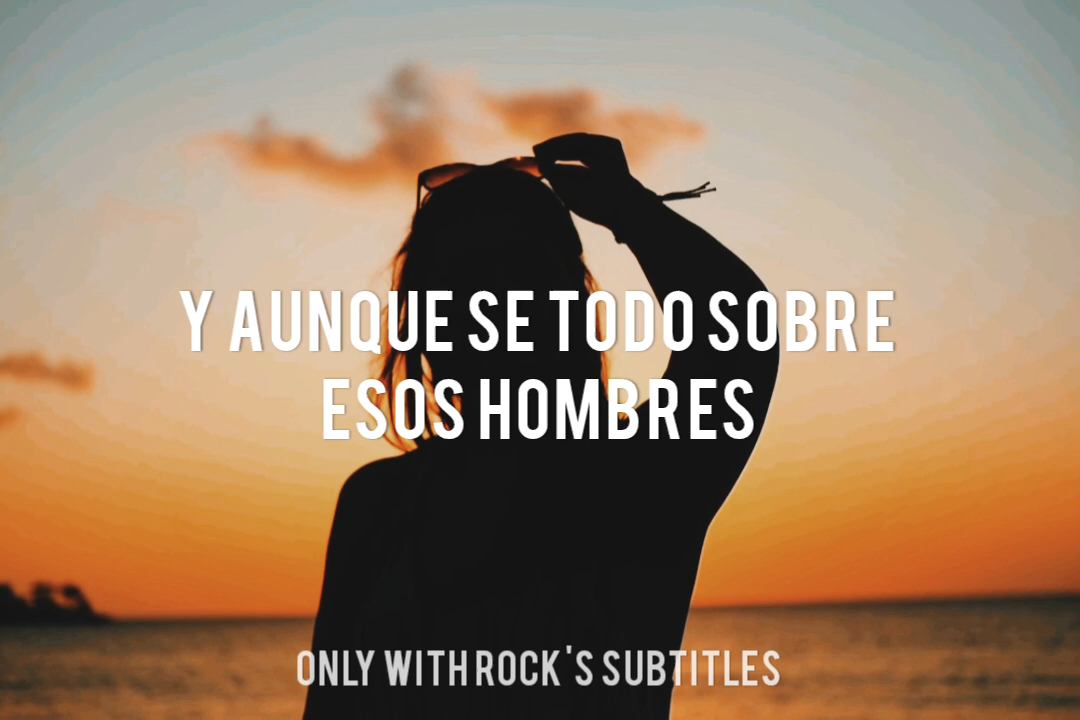 Y AUNQUE SE TODO SOBRE
ESOS HOMBRES
ONLY WITH ROCK'S SUBTITLES